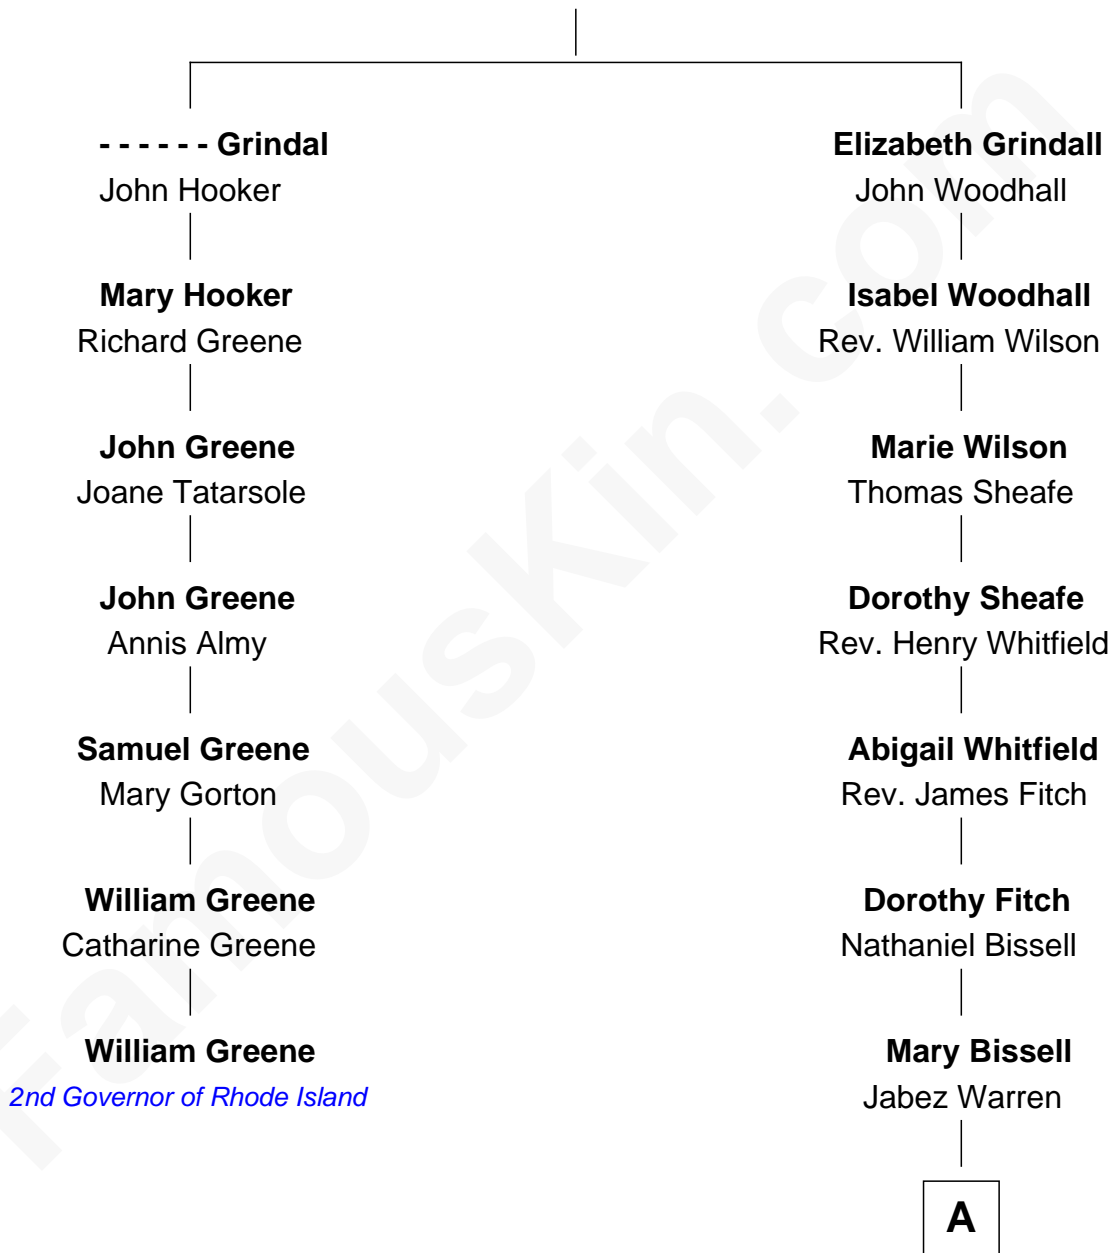 - - - - - - Grindal
John Hooker
Mary Hooker
Richard Greene
John Greene
Joane Tatarsole
John Greene
Annis Almy
Samuel Greene
Mary Gorton
William Greene
Catharine Greene
William Greene
2nd Governor of Rhode Island
Elizabeth Grindall
John Woodhall
Isabel Woodhall
Rev. William Wilson
Marie Wilson
Thomas Sheafe
Dorothy Sheafe
Rev. Henry Whitfield
Abigail Whitfield
Rev. James Fitch
Dorothy Fitch
Nathaniel Bissell
Mary Bissell
Jabez Warren
A
FamousKin.com